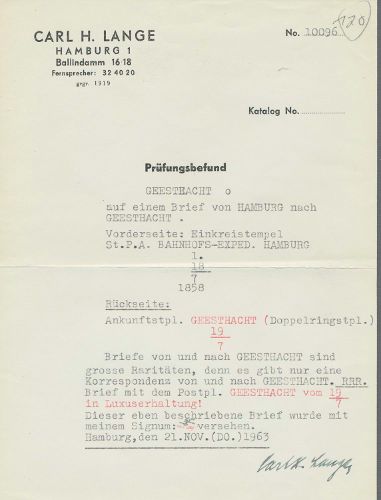 CARL H. LANGE
HAMBURG 1
Ballindamm 16-18
Fernsprecher: 32 40 20
gegr. 1919
No. 10096
120
Katalog No.
Prüfungsbefund
GEESTHACHT o
auf einem Brief von HAMBURG nach
GEESTHACHT .
Vorderseite: Einkreistempel
St.P.A. BAHNHOFS-EXPED. HAMBURG
1.
18
7
1858
Rückseite:
Ankunftstpl. GEESTHACHT (Doppelringstpl.)
19
7
Briefe von und nach GEESTHACHT sind
grosse Raritäten, denn es gibt nur eine
Korrespondenz von und nach GEESTHACHT. RRR.
Brief mit dem Postpl. GEESTHACHT vom 19
7
in Luxuserhaltung!
Dieser eben beschriebene Brief wurde mit
meinem Signum: versehen.
Hamburg, den 21.NOV.(DO.)1963
Carl H. Lange